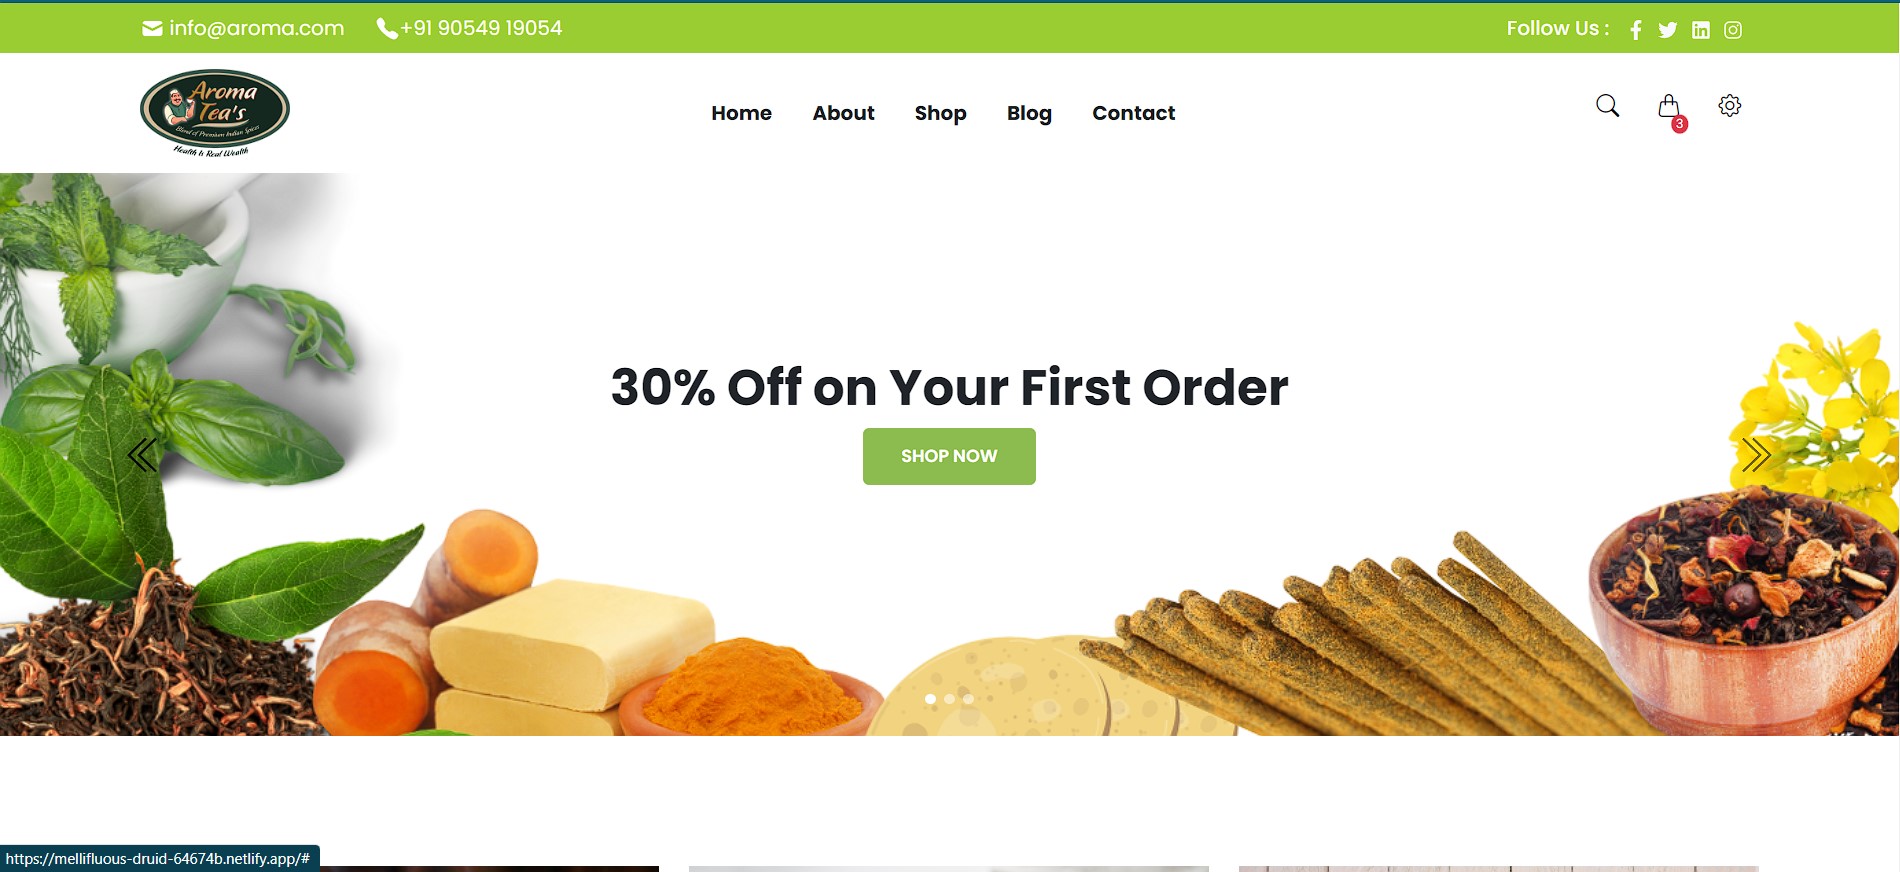 info@aroma.com
+91 90549 19054
Follow Us :
Aroma
Tea's
Blend of Premium Indian Spices
Health Is Real Wealth
Home
About
Shop
Blog
Contact
3
30% Off on Your First Order
SHOP NOW
https://mellifluous-druid-64674b.netlify.app/#